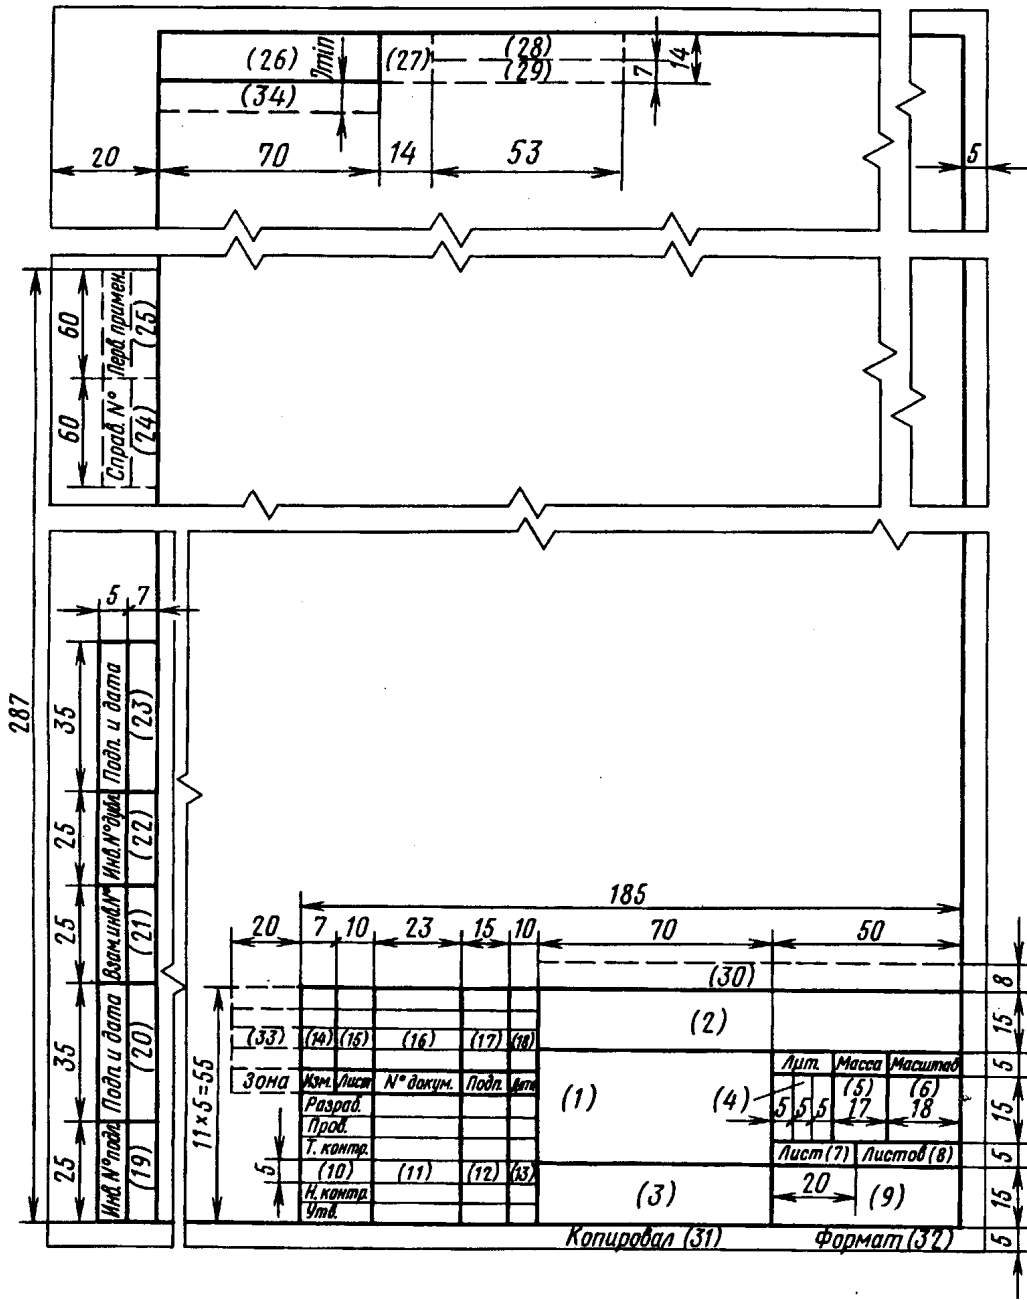 (26) 7min (27) (28) 14
(34) (29) 7
20 70 14 53 5
60 Перв. примен. (25)
60 Справ. № (24)
287
5 7
35 Подп. и дата (23)
25 Инв.№дубл. (22)
25 Взам.инв.№ (21)
35 Подп. и дата (20)
25 Инв.№подл. (19)
185
20 7 10 23 15 10 70 50
(30) 8
(2) 15
(33) (14) (15) (16) (17) (18)
Лит. Масса Масштаб 5
Зона Изм. Лист № докум. Подп. Дата (1) (4) (5) (6)
5 5 5 17 18 15
11×5=55
Разраб.
Пров.
Т. контр. Лист (7) Листов (8) 5
5 (10) (11) (12) (13) (3) 20 (9) 15
Н. контр.
Утв.
Копировал (31) Формат (32) 5